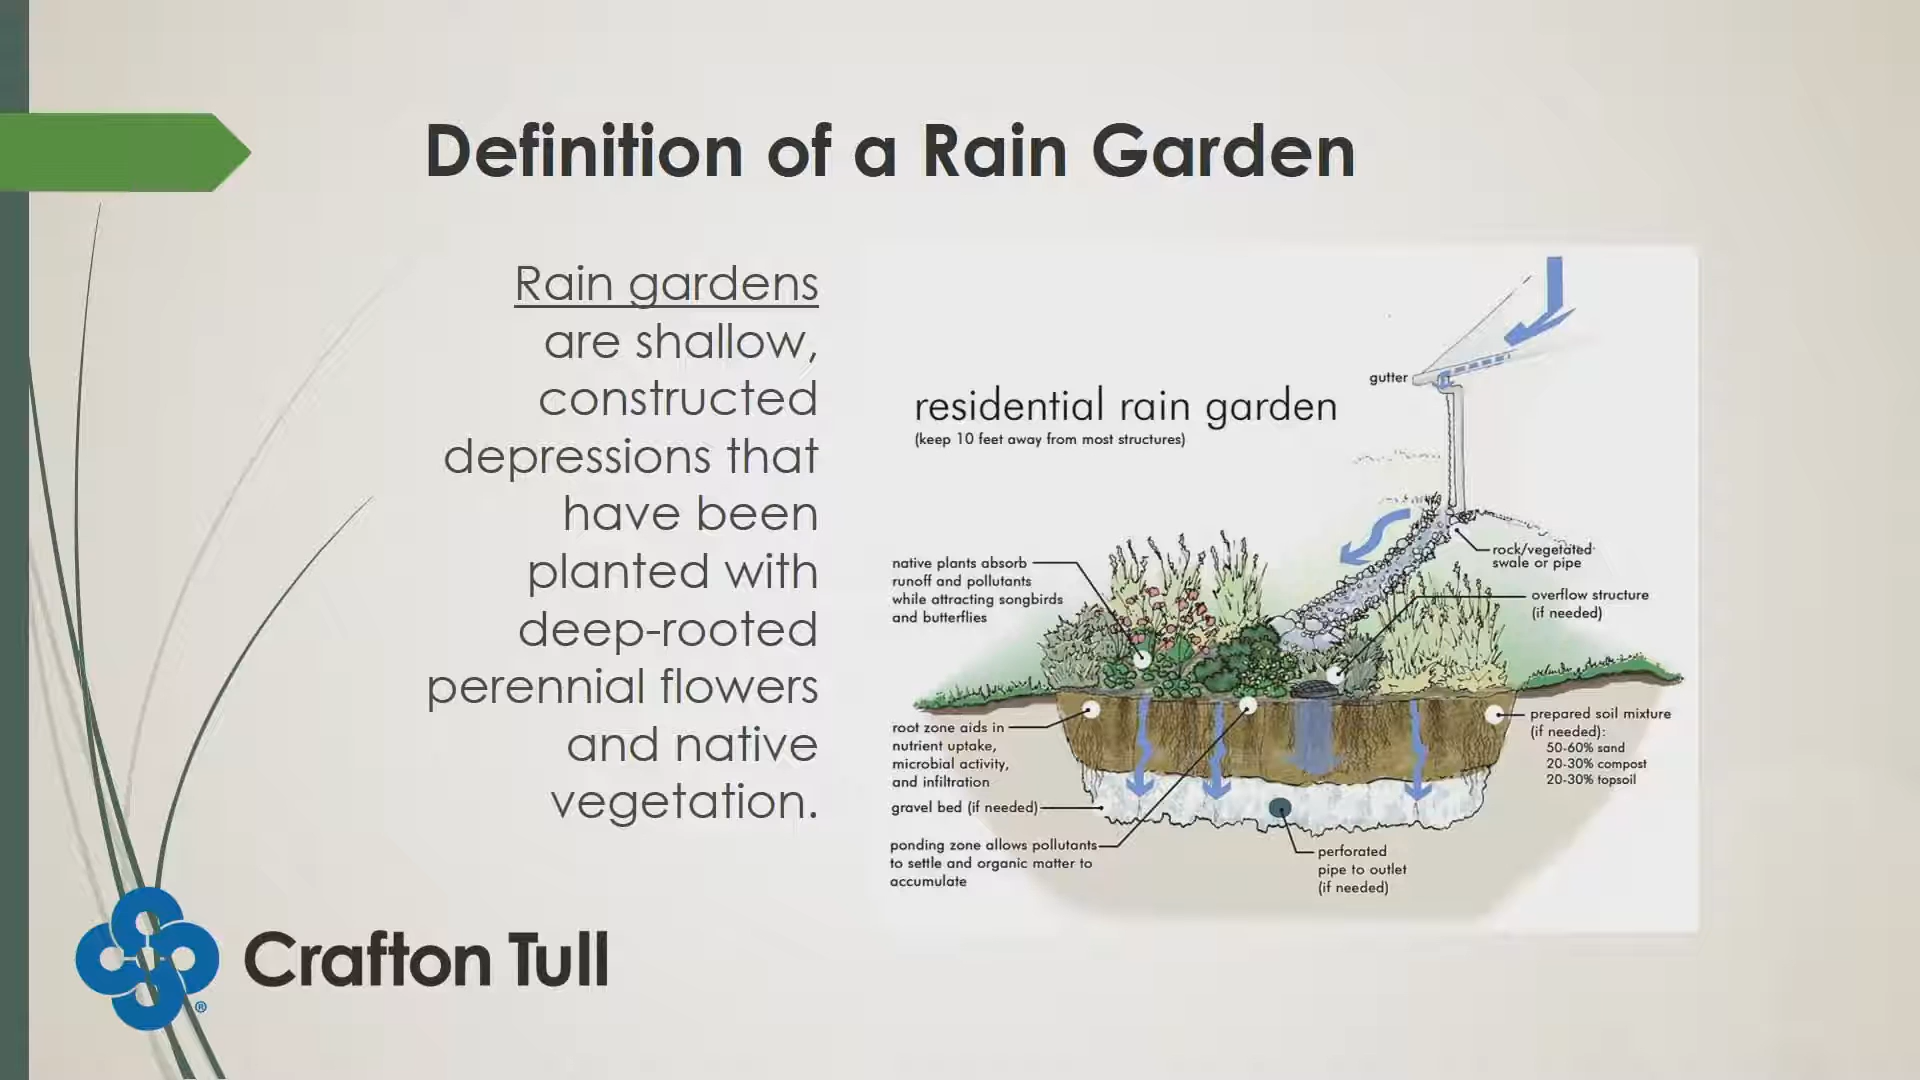 Definition of a Rain Garden
Rain gardens
are shallow,
constructed
depressions that
have been
planted with
deep-rooted
perennial flowers
and native
vegetation.
gutter
residential rain garden
(keep 10 feet away from most structures)
native plants absorb
runoff and pollutants
while attracting songbirds
and butterflies
rock/vegetated
swale or pipe
overflow structure
(if needed)
root zone aids in
nutrient uptake,
microbial activity,
and infiltration
prepared soil mixture
(if needed):
50-60% sand
20-30% compost
20-30% topsoil
gravel bed (if needed)
ponding zone allows pollutants
to settle and organic matter to
accumulate
perforated
pipe to outlet
(if needed)
Crafton Tull
®